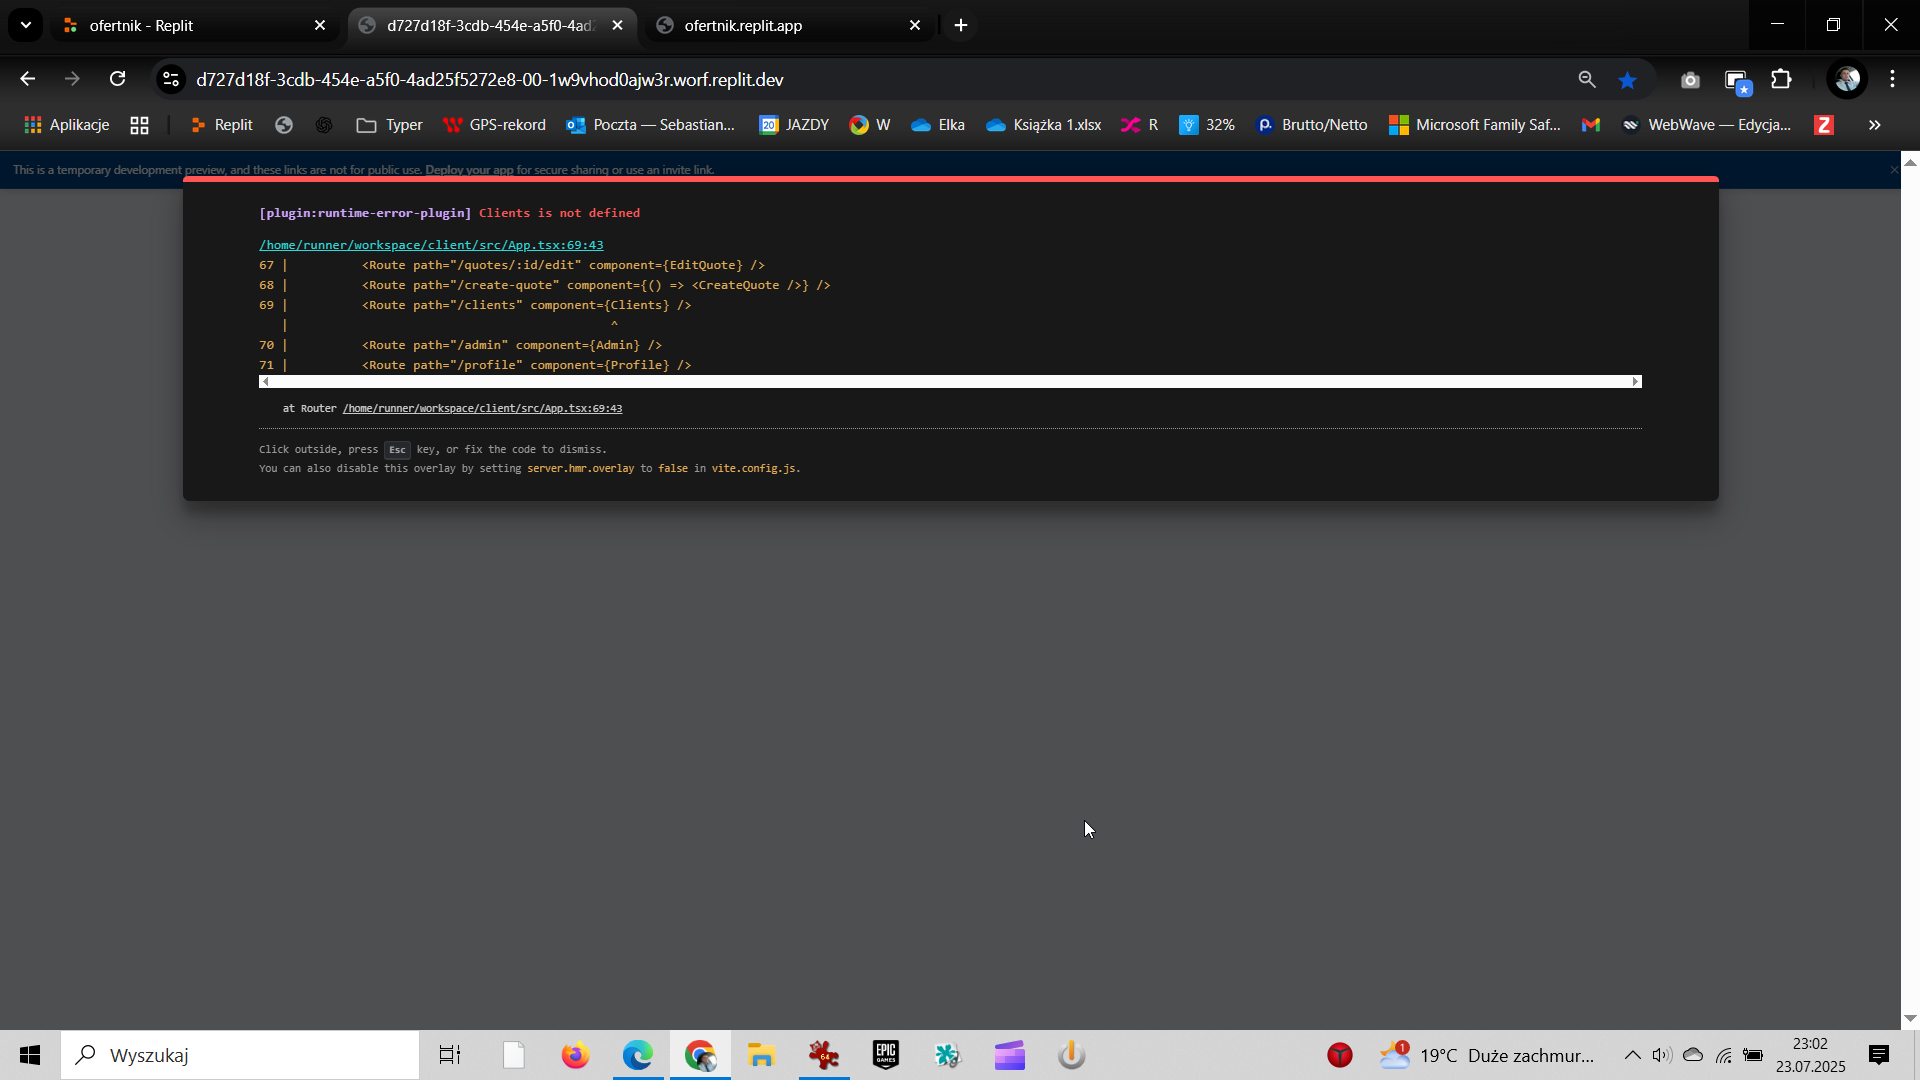 ofertnik - Replit
d727d18f-3cdb-454e-a5f0-4ad2
ofertnik.replit.app
d727d18f-3cdb-454e-a5f0-4ad25f5272e8-00-1w9vhod0ajw3r.worf.replit.dev
Aplikacje
Replit
Typer
GPS-rekord
Poczta — Sebastian...
20 JAZDY
W
Elka
Książka 1.xlsx
R
32%
Brutto/Netto
Microsoft Family Saf...
WebWave — Edycja...
Z
This is a temporary development preview, and these links are not for public use. Deploy your app for secure sharing or use an invite link.
[plugin:runtime-error-plugin] Clients is not defined
/home/runner/workspace/client/src/App.tsx:69:43
67 | <Route path="/quotes/:id/edit" component={EditQuote} />
68 | <Route path="/create-quote" component={() => <CreateQuote />} />
69 | <Route path="/clients" component={Clients} />
| ^
70 | <Route path="/admin" component={Admin} />
71 | <Route path="/profile" component={Profile} />
at Router /home/runner/workspace/client/src/App.tsx:69:43
Click outside, press Esc key, or fix the code to dismiss.
You can also disable this overlay by setting server.hmr.overlay to false in vite.config.js.
Wyszukaj
64
EPIC GAMES
1
19°C Duże zachmur...
23:02
23.07.2025